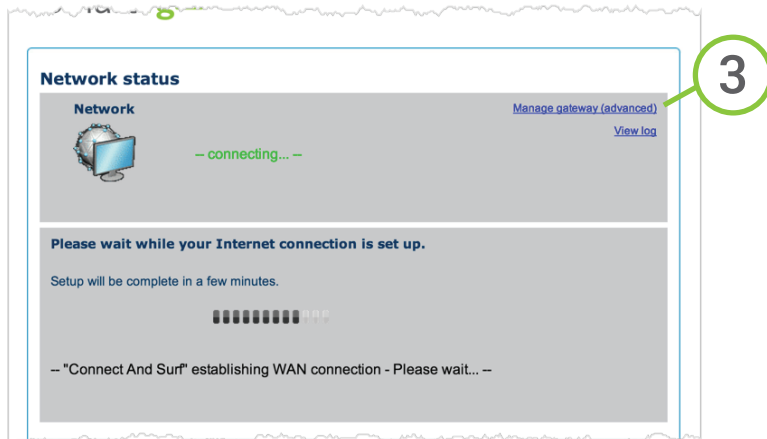 Network status
Network
Manage gateway (advanced)
3
View log
-- connecting... --
Please wait while your Internet connection is set up.
Setup will be complete in a few minutes.
-- "Connect And Surf" establishing WAN connection - Please wait... --